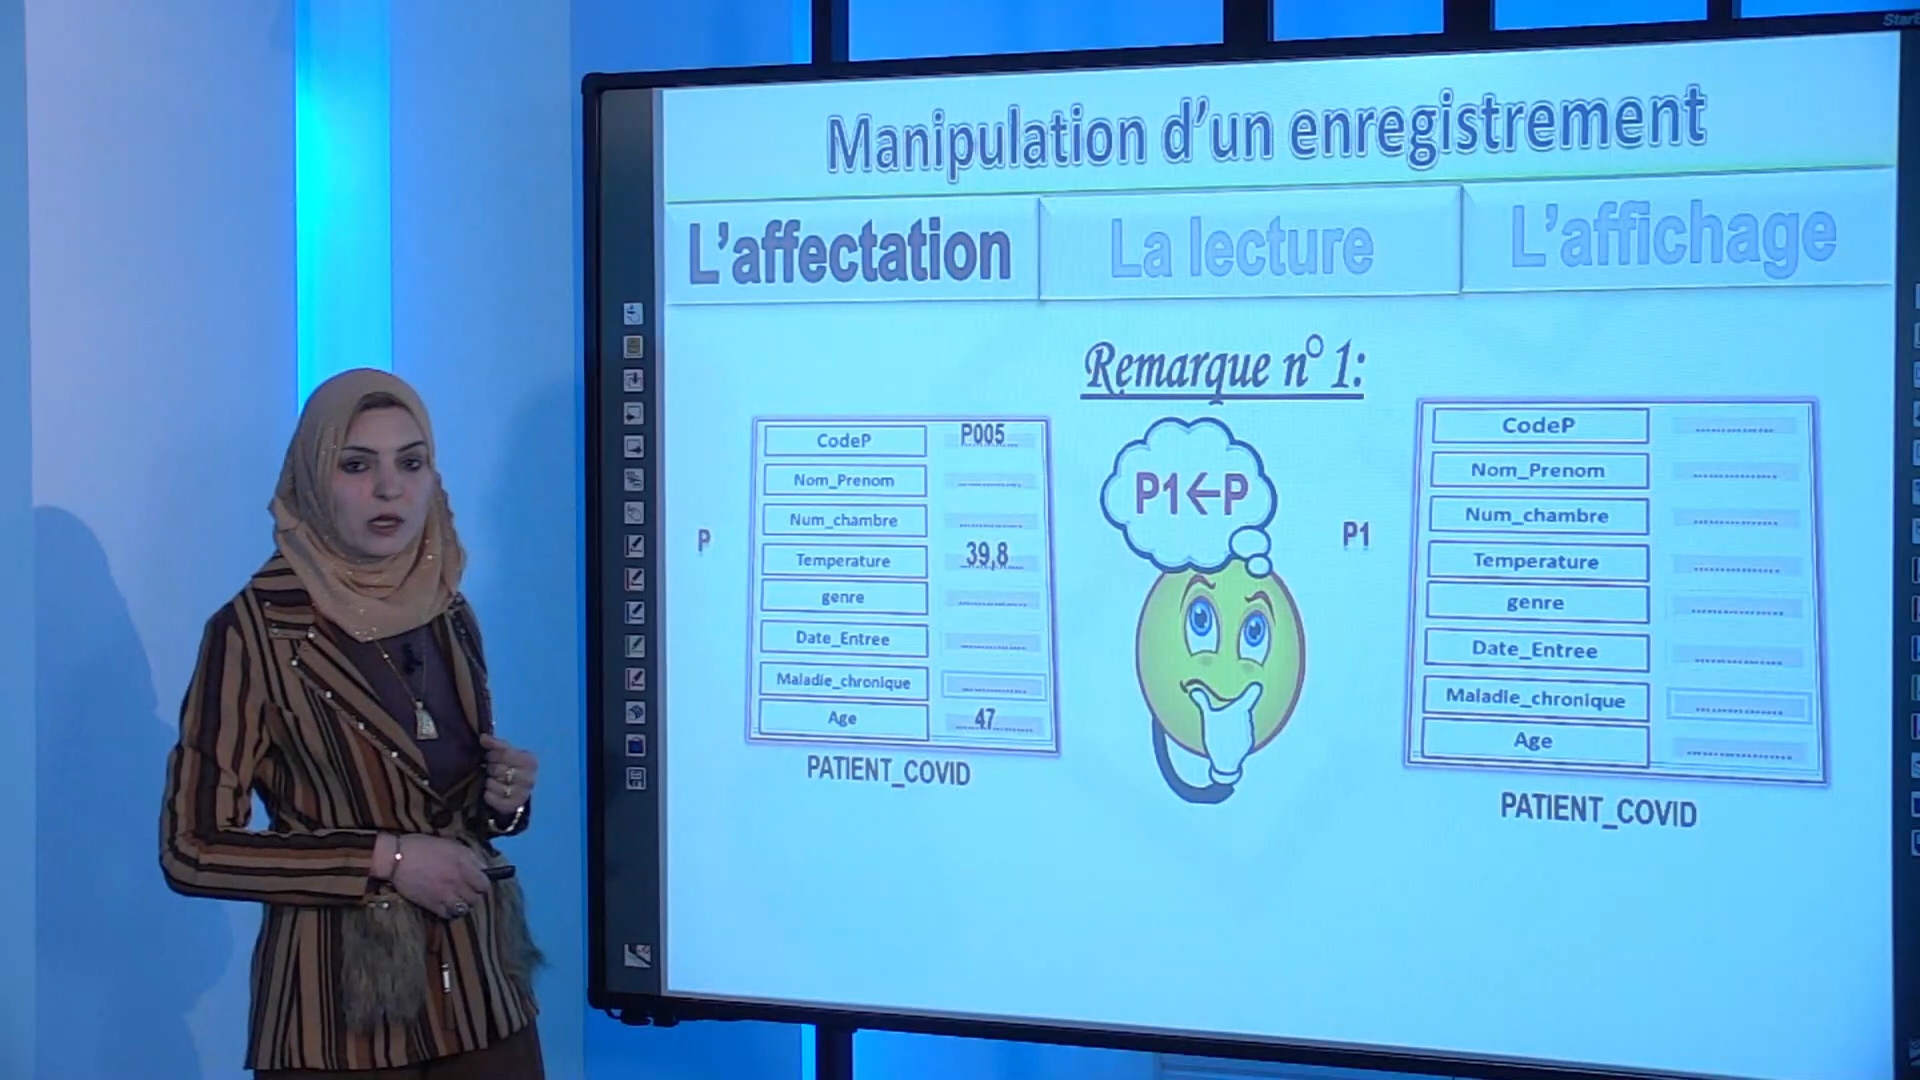 Manipulation d'un enregistrement
L'affectation
La lecture
L'affichage
Remarque n° 1:
P
CodeP P005
Nom_Prenom
Num_chambre
Temperature 39,8
genre
Date_Entree
Maladie_chronique
Age 47
PATIENT_COVID
P1←P
P1
CodeP
Nom_Prenom
Num_chambre
Temperature
genre
Date_Entree
Maladie_chronique
Age
PATIENT_COVID